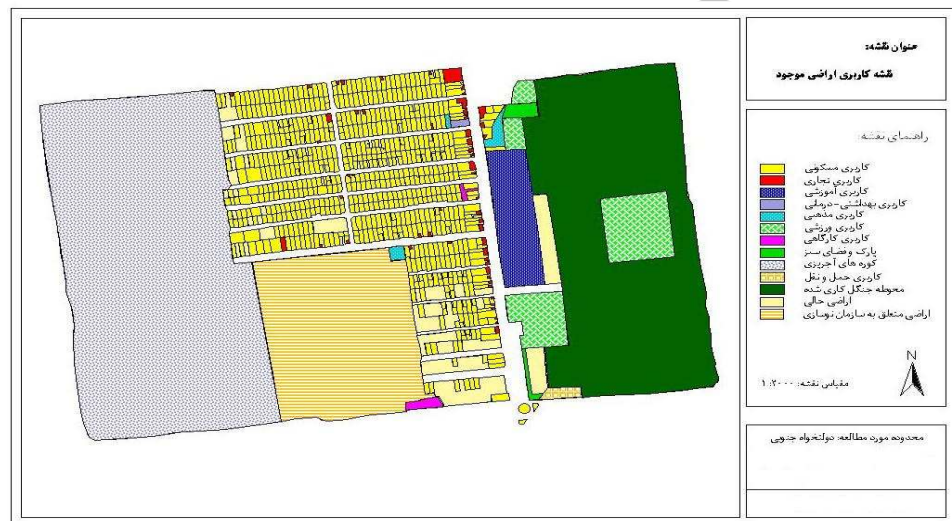 عنوان نقشه:
نقشه کاربری اراضی موجود
راهنمای نقشه
کاربری مسکونی
کاربری تجاری
کاربری آموزشی
کاربری بهداشتی-درمانی
کاربری مذهبی
کاربری ورزشی
کاربری کارگاهی
پارک و فضای سبز
کوره های آجرپزی
کاربری حمل و نقل
محوطه جنگل کاری شده
اراضی خالی
اراضی متعلق به سازمان نوسازی
N
مقیاس نقشه: ۱:۲۰۰۰
محدوده مورد مطالعه: دولتخواه جنوبی